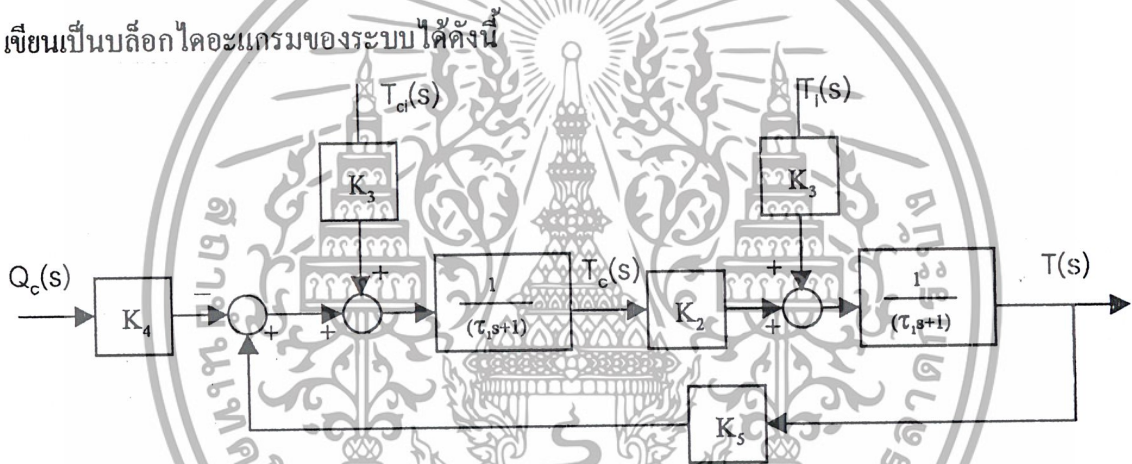 เขียนเป็นบล็อกไดอะแกรมของระบบได้ดังนี้
T_ci(s)
T_i(s)
K_3
K_3
Q_c(s)
K_4
−
+
+
+
1
(τ_1s+1)
T_c(s)
K_2
+
+
1
(τ_1s+1)
T(s)
K_5